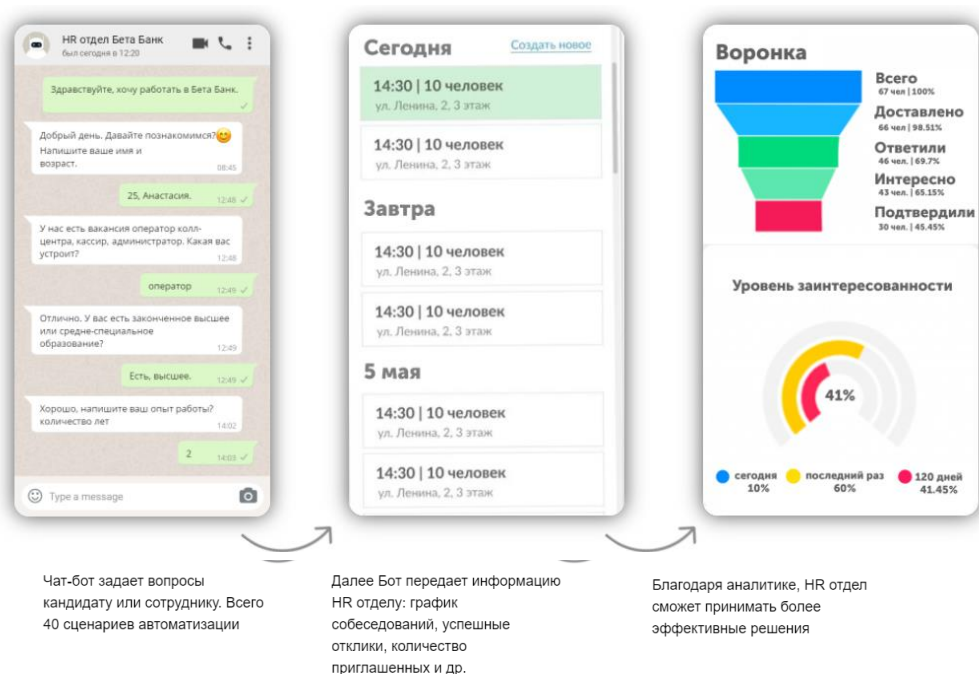 HR отдел Бета Банк
был сегодня в 12:20
Здравствуйте, хочу работать в Бета Банк.
Добрый день. Давайте познакомимся?
Напишите ваше имя и
возраст.
08:45
25, Анастасия.
12:48
У нас есть вакансия оператор колл-
центра, кассир, администратор. Какая вас
устроит?
12:48
оператор
12:49
Отлично. У вас есть законченное высшее
или средне-специальное
образование?
12:49
Есть, высшее.
12:49
Хорошо, напишите ваш опыт работы?
количество лет
14:02
2
14:03
Type a message
Чат-бот задает вопросы
кандидату или сотруднику. Всего
40 сценариев автоматизации
Сегодня
Создать новое
14:30 | 10 человек
ул. Ленина, 2, 3 этаж
14:30 | 10 человек
ул. Ленина, 2, 3 этаж
Завтра
14:30 | 10 человек
ул. Ленина, 2, 3 этаж
14:30 | 10 человек
ул. Ленина, 2, 3 этаж
5 мая
14:30 | 10 человек
ул. Ленина, 2, 3 этаж
14:30 | 10 человек
ул. Ленина, 2, 3 этаж
Далее Бот передает информацию
HR отделу: график
собеседований, успешные
отклики, количество
приглашенных и др.
Воронка
Всего
67 чел | 100%
Доставлено
66 чел | 98.51%
Ответили
46 чел. | 69.7%
Интересно
43 чел. | 65.15%
Подтвердили
30 чел. | 45.45%
Уровень заинтересованности
41%
сегодня
10%
последний раз
60%
120 дней
41.45%
Благодаря аналитике, HR отдел
сможет принимать более
эффективные решения